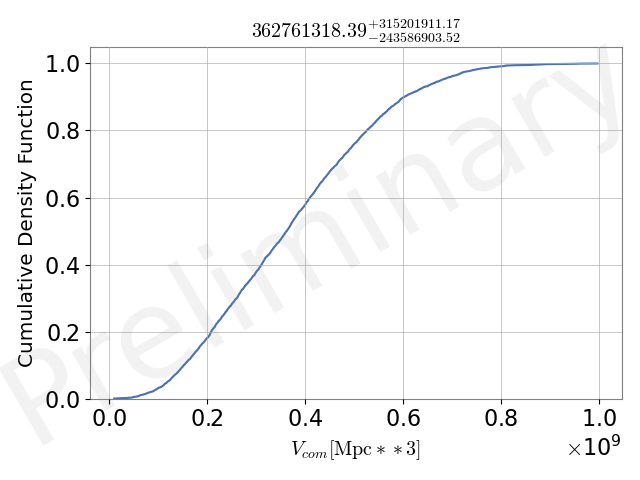 362761318.39+315201911.17−243586903.52
1.0
0.8
0.6
0.4
0.2
0.0
Cumulative Density Function
0.0 0.2 0.4 0.6 0.8 1.0
×10⁹
V_com[Mpc * *3]
Preliminary